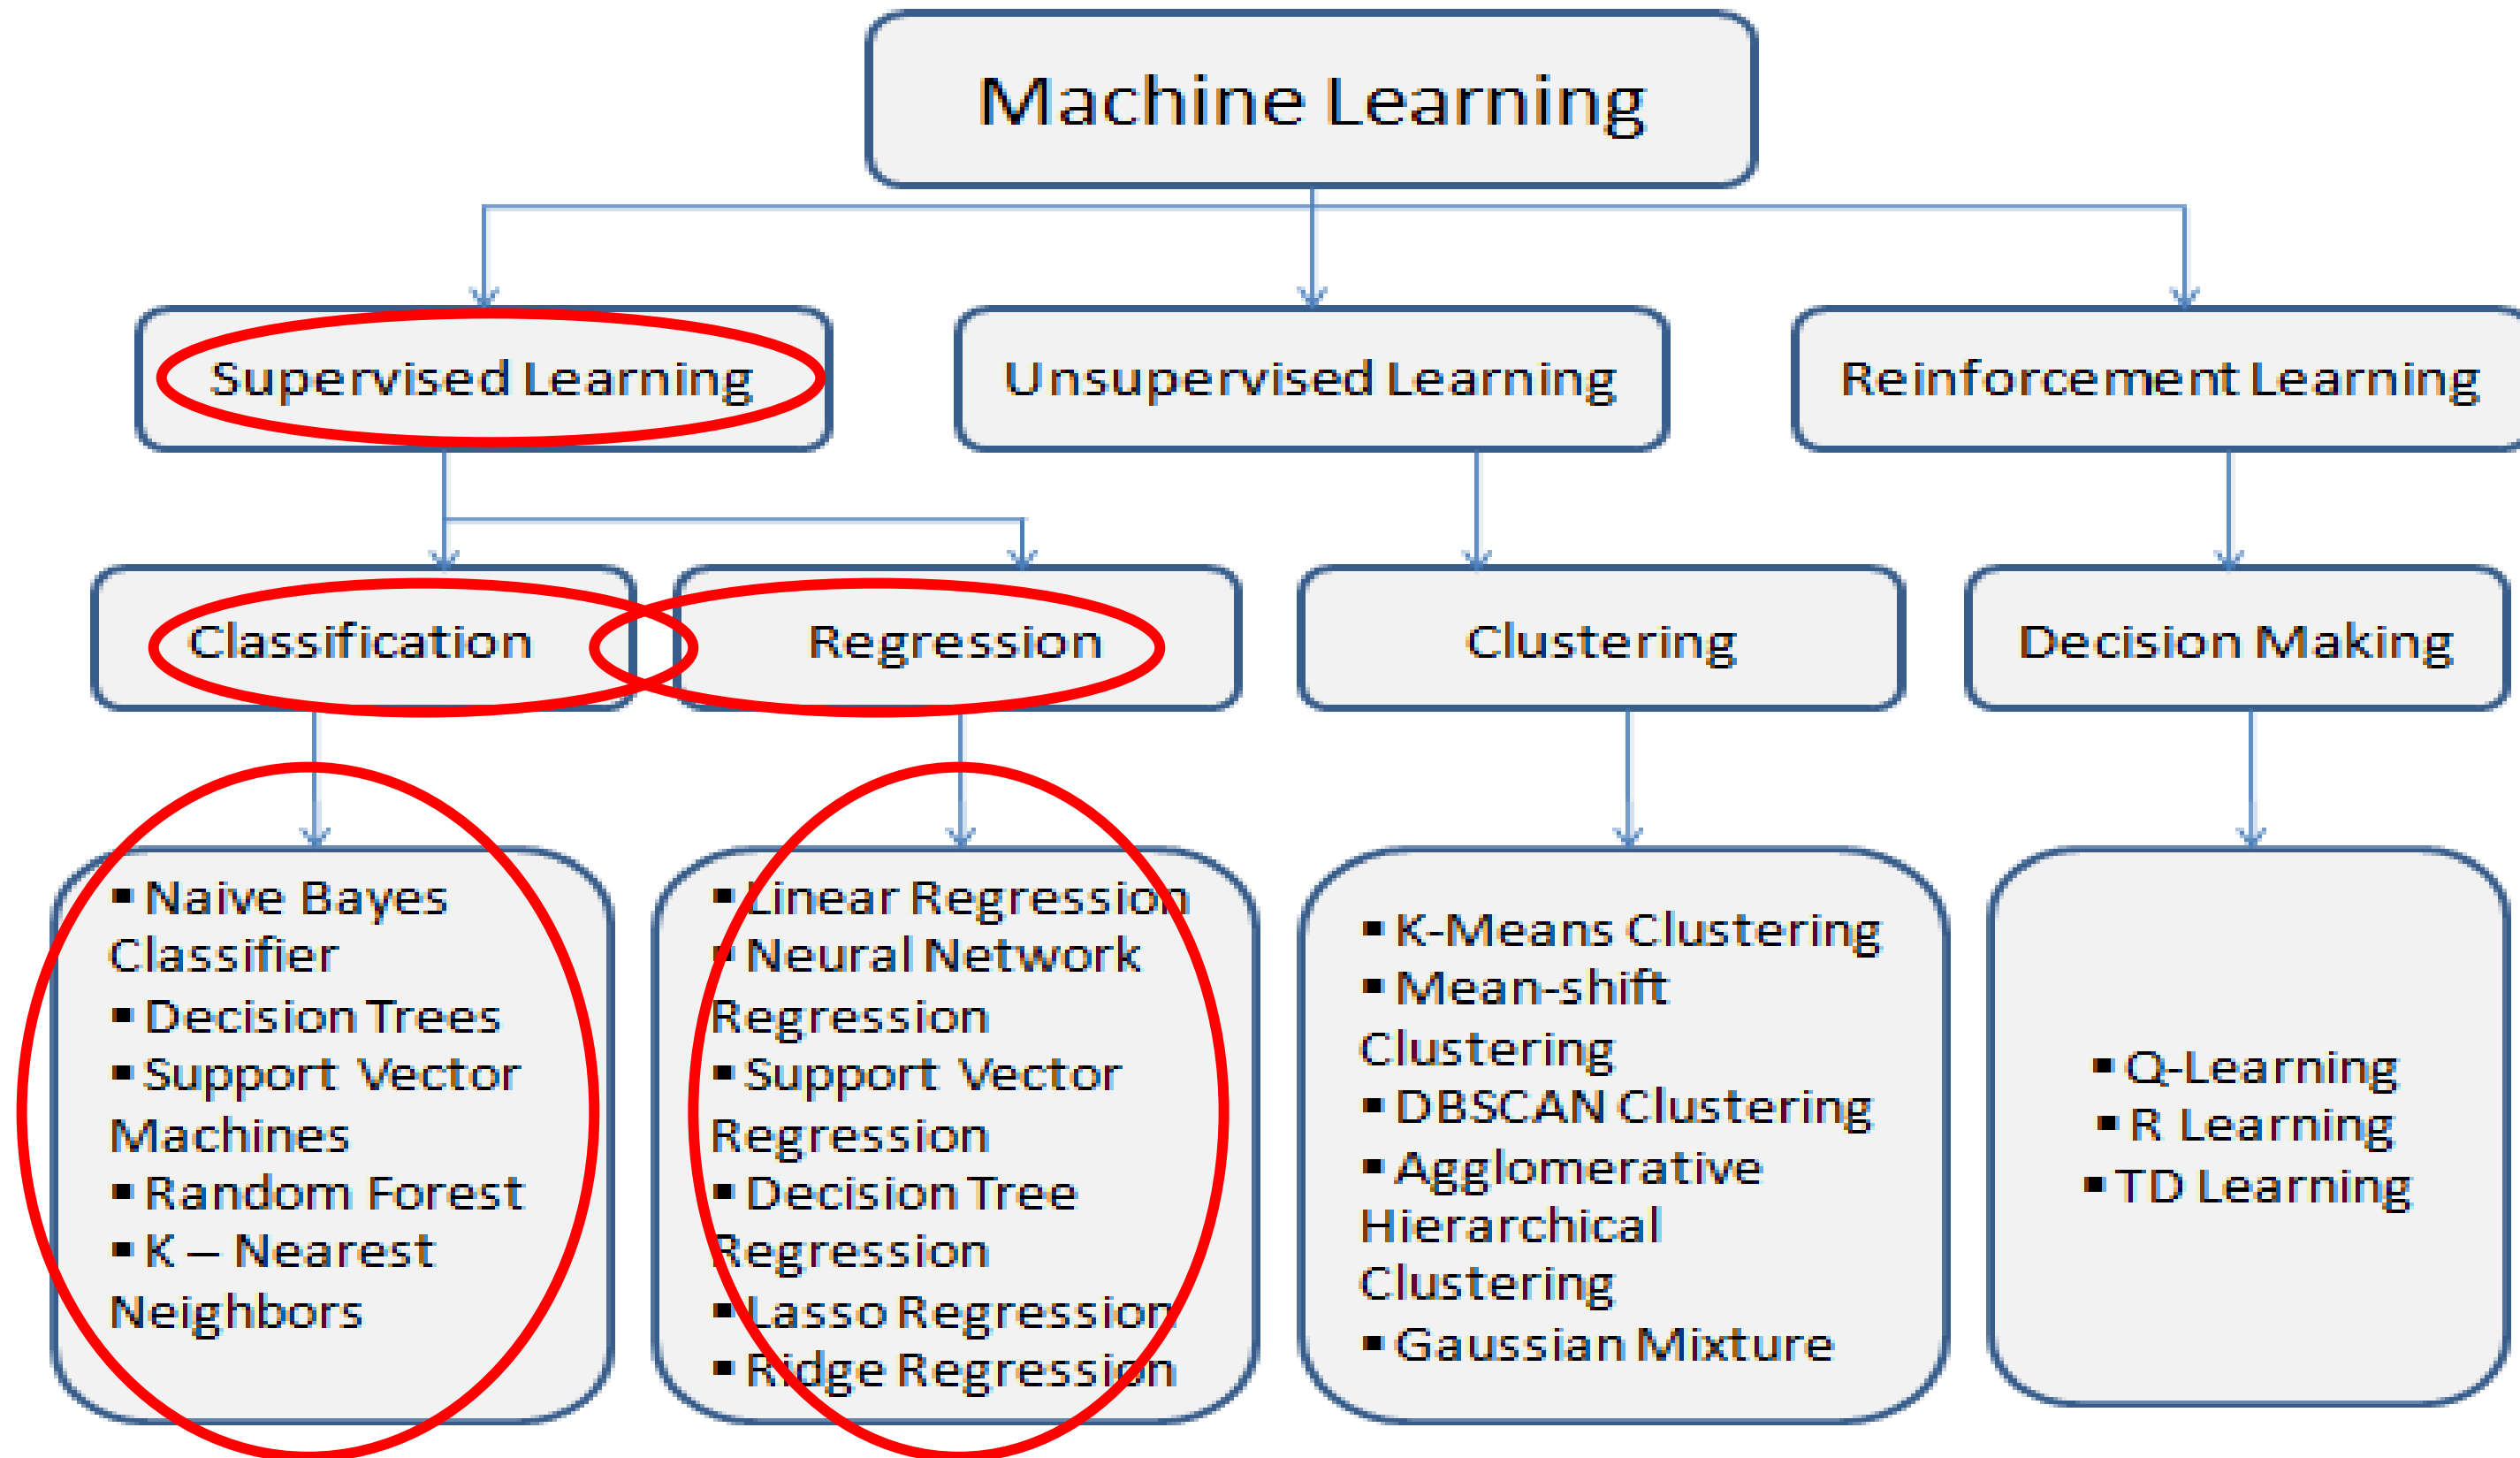 Machine Learning
Supervised Learning
Unsupervised Learning
Reinforcement Learning
Classification
Regression
Clustering
Decision Making
▪ Naive Bayes
Classifier
▪ Decision Trees
▪ Support Vector
Machines
▪ Random Forest
▪ K – Nearest
Neighbors
▪ Linear Regression
▪ Neural Network
Regression
▪ Support Vector
Regression
▪ Decision Tree
Regression
▪ Lasso Regression
▪ Ridge Regression
▪ K-Means Clustering
▪ Mean-shift
Clustering
▪ DBSCAN Clustering
▪ Agglomerative
Hierarchical
Clustering
▪ Gaussian Mixture
▪ Q-Learning
▪ R Learning
▪ TD Learning